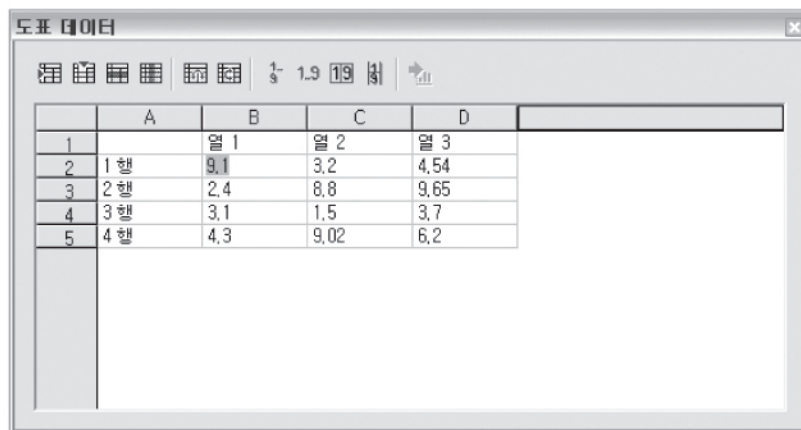 도표 데이터
A B C D
1 열 1 열 2 열 3
2 1 행 9.1 3.2 4.54
3 2 행 2.4 8.8 9.65
4 3 행 3.1 1.5 3.7
5 4 행 4.3 9.02 6.2